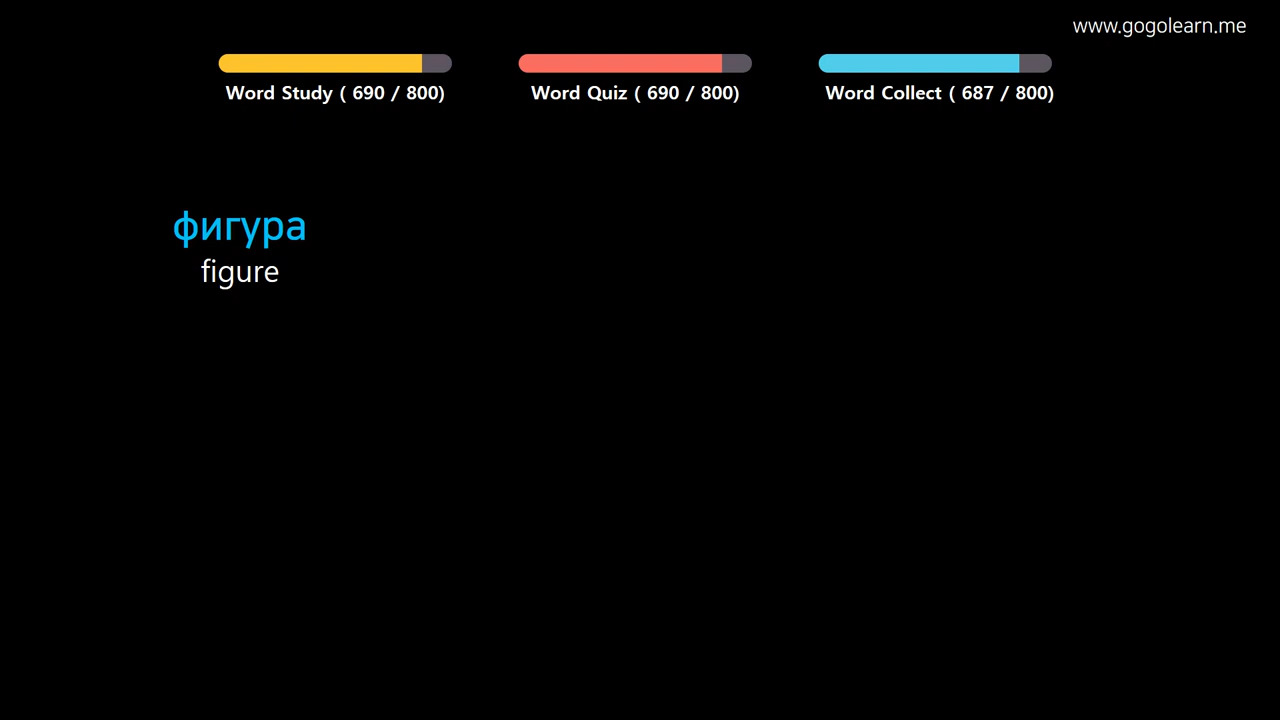 www.gogolearn.me
Word Study ( 690 / 800)
Word Quiz ( 690 / 800)
Word Collect ( 687 / 800)
фигура
figure